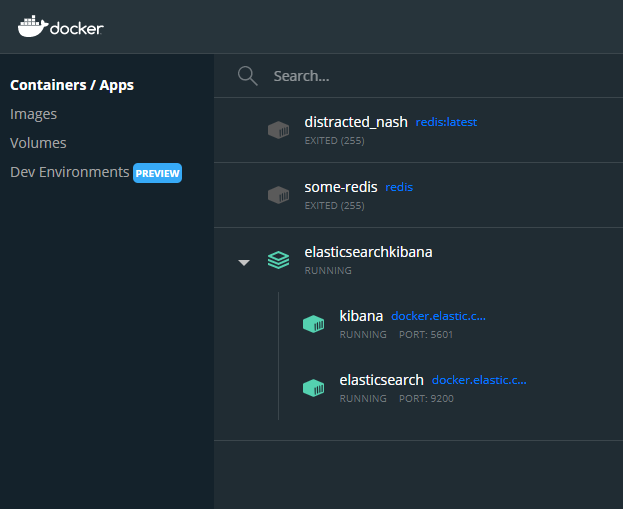 docker
Containers / Apps
Images
Volumes
Dev Environments PREVIEW
Search...
distracted_nash redis:latest
EXITED (255)
some-redis redis
EXITED (255)
elasticsearchkibana
RUNNING
kibana docker.elastic.c...
RUNNING PORT: 5601
elasticsearch docker.elastic.c...
RUNNING PORT: 9200